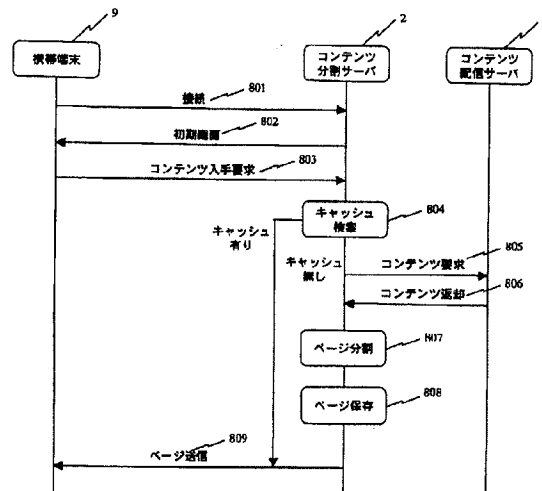 9
2
携帯端末
コンテンツ
分割サーバ
コンテンツ
配信サーバ
接続
801
初期画面
802
コンテンツ入手要求
803
キャッシュ
検索
804
キャッシュ
有り
キャッシュ
無し
コンテンツ要求
805
コンテンツ返却
806
ページ分割
807
ページ保存
808
ページ送信
809